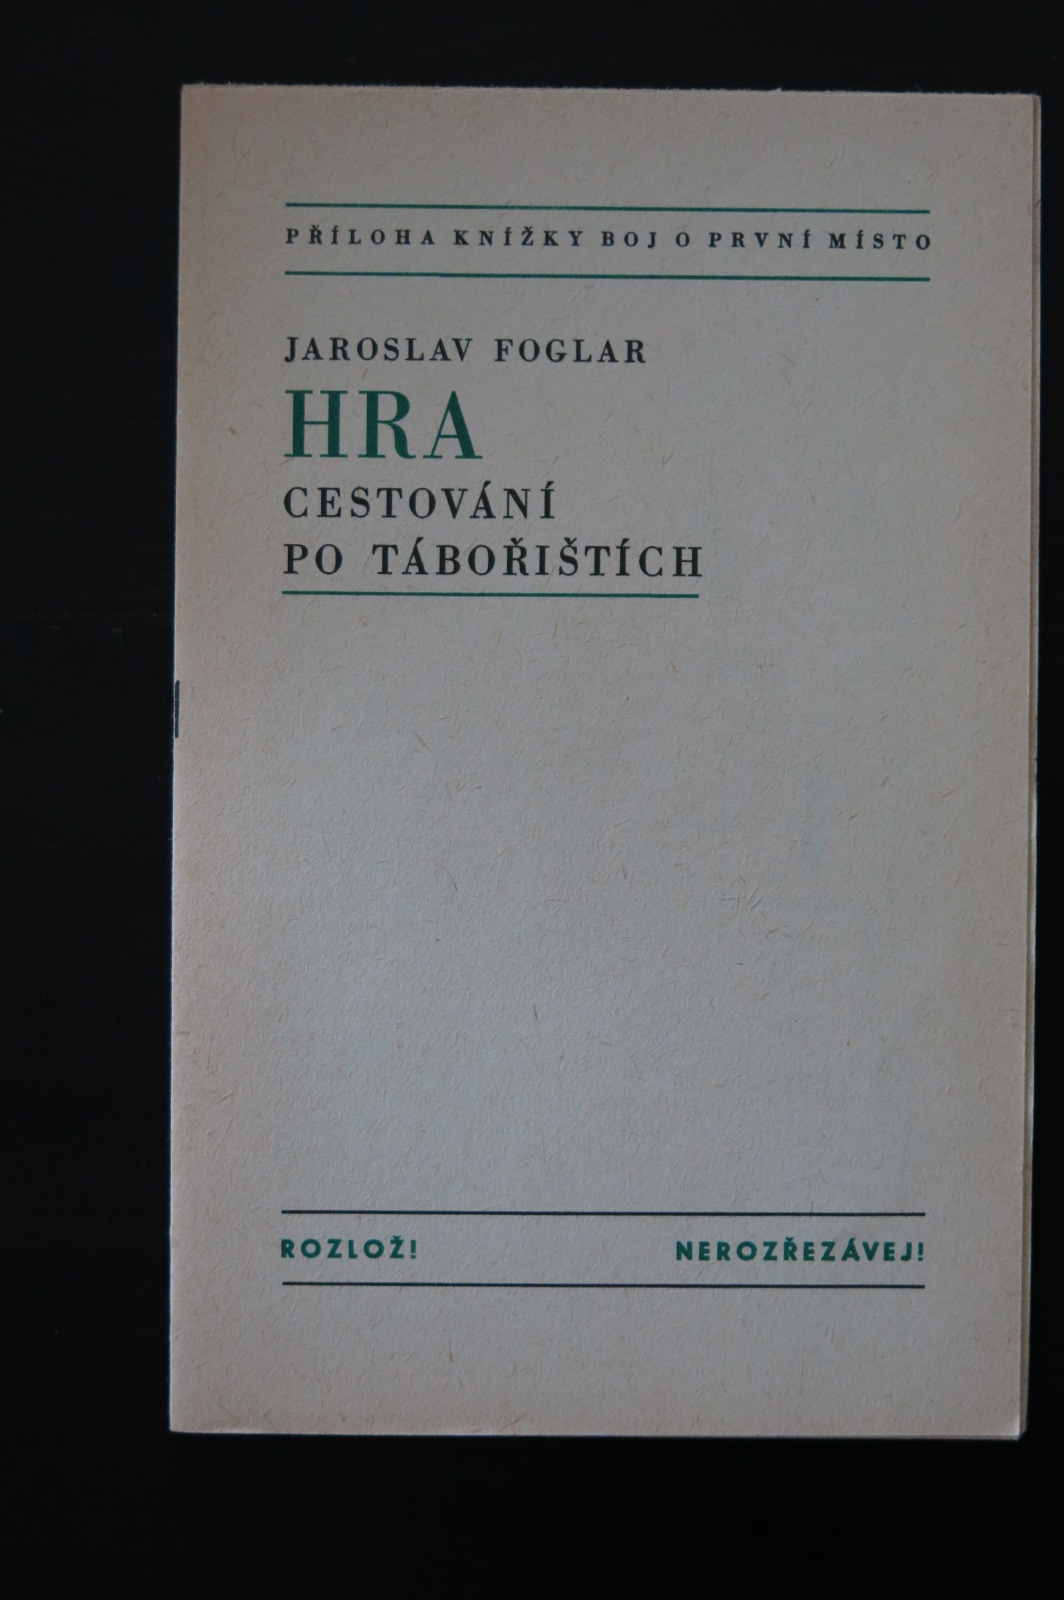 PŘÍLOHA KNÍŽKY BOJ O PRVNÍ MÍSTO
JAROSLAV FOGLAR
HRA
CESTOVÁNÍ
PO TÁBOŘIŠTÍCH
ROZLOŽ! NEROZŘEZÁVEJ!